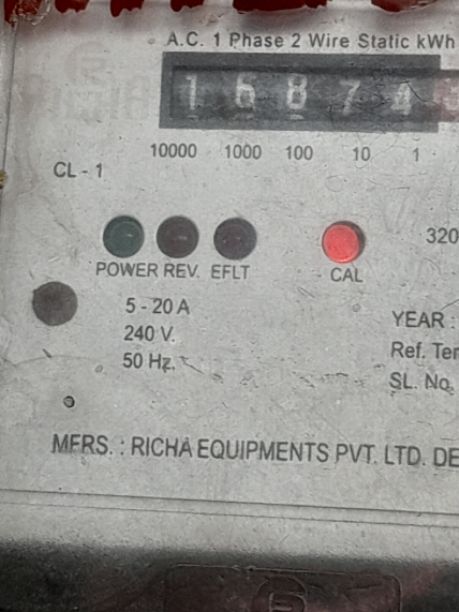 A.C. 1 Phase 2 Wire Static kWh
1 6 8 7 4
10000 1000 100 10 1
CL - 1
320
POWER REV. EFLT CAL
5 - 20 A
240 V.
50 Hz.
YEAR :
Ref. Ter
SL. No.
MFRS. : RICHA EQUIPMENTS PVT. LTD. DE